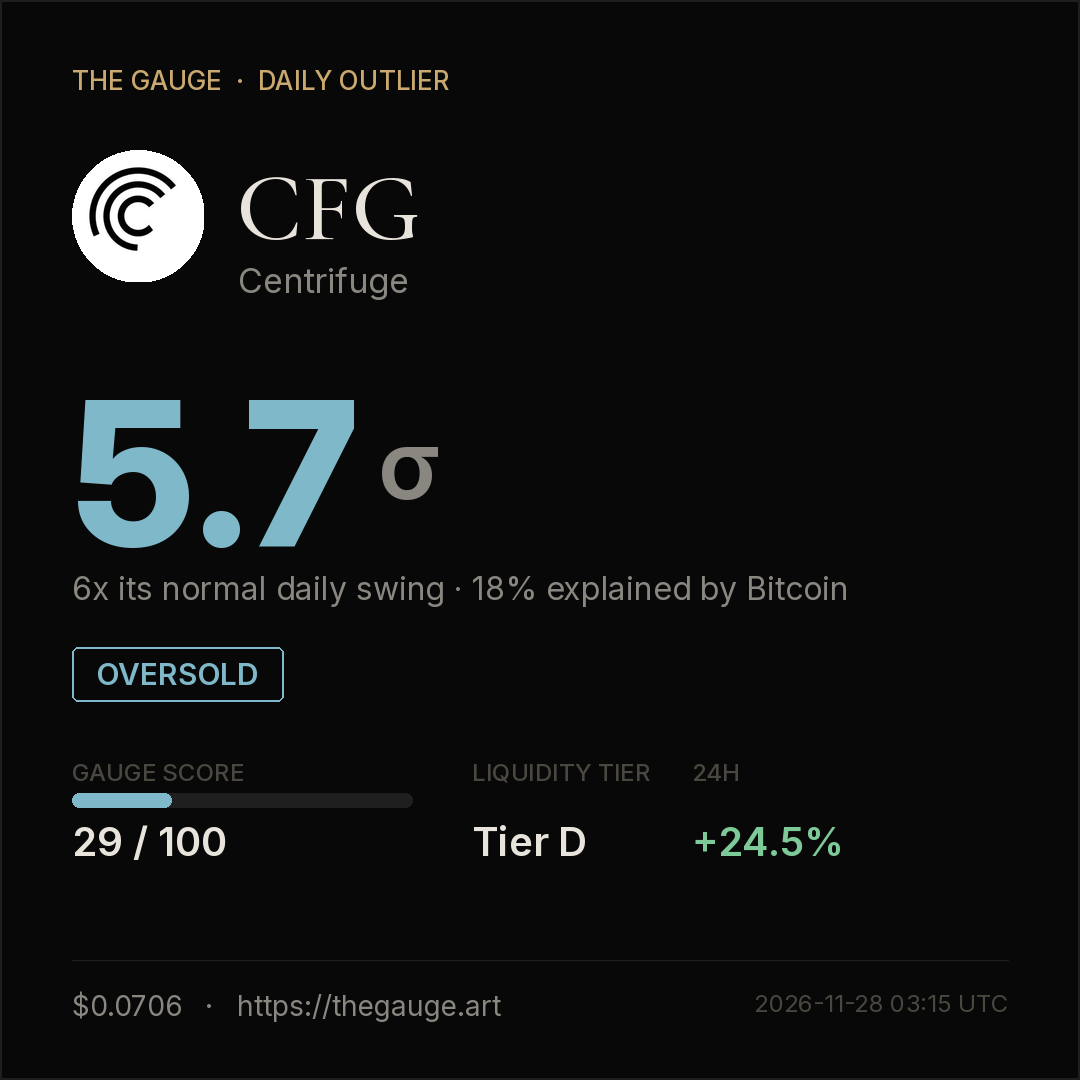 THE GAUGE · DAILY OUTLIER
CFG
Centrifuge
5.7 σ
6x its normal daily swing · 18% explained by Bitcoin
OVERSOLD
GAUGE SCORE LIQUIDITY TIER 24H
29 / 100 Tier D +24.5%
$0.0706 · https://thegauge.art 2026-11-28 03:15 UTC